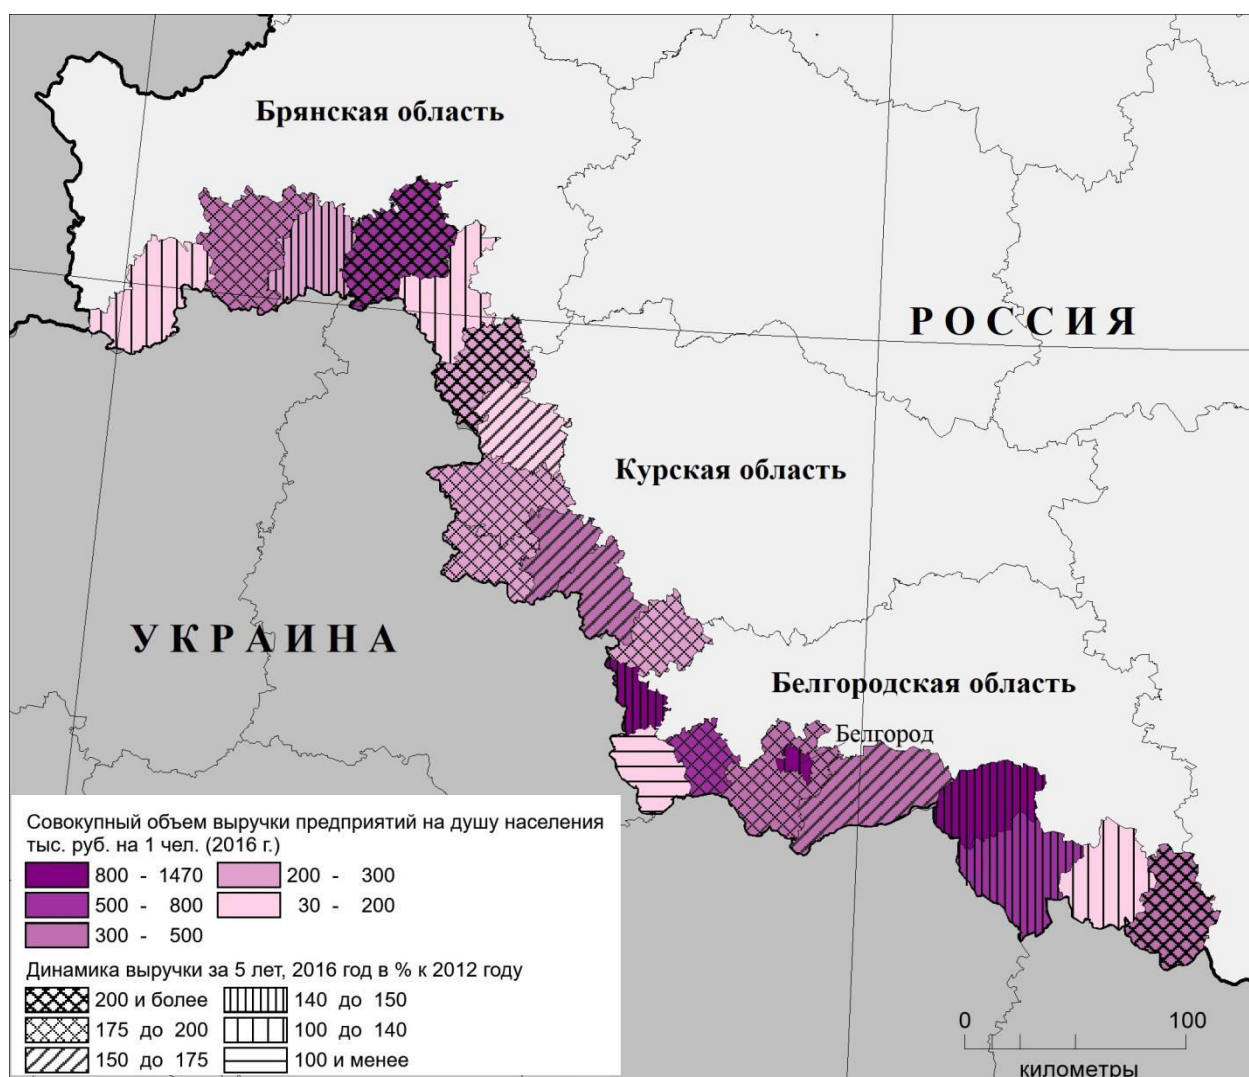 Брянская область
РОССИЯ
Курская область
УКРАИНА
Белгородская область
Белгород
Совокупный объем выручки предприятий на душу населения
тыс. руб. на 1 чел. (2016 г.)
800 - 1470
200 - 300
500 - 800
30 - 200
300 - 500
Динамика выручки за 5 лет, 2016 год в % к 2012 году
200 и более
140 до 150
175 до 200
100 до 140
150 до 175
100 и менее
0 100
километры